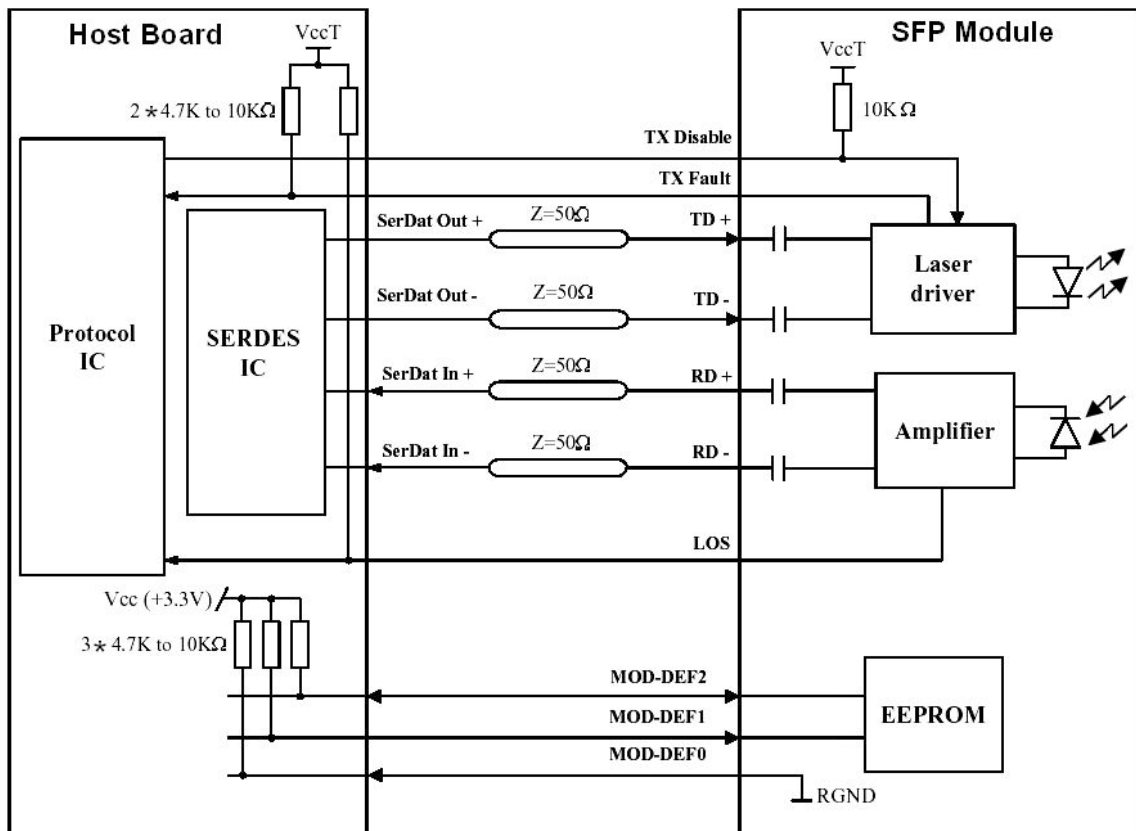 Host Board
SFP Module
VccT
VccT
2*4.7K to 10KΩ
10KΩ
TX Disable
TX Fault
SerDat Out +
Z=50Ω
TD +
SerDat Out -
Z=50Ω
TD -
Laser
driver
Protocol
IC
SERDES
IC
SerDat In +
Z=50Ω
RD +
SerDat In -
Z=50Ω
RD -
Amplifier
LOS
Vcc (+3.3V)
3*4.7K to 10KΩ
MOD-DEF2
MOD-DEF1
MOD-DEF0
EEPROM
RGND